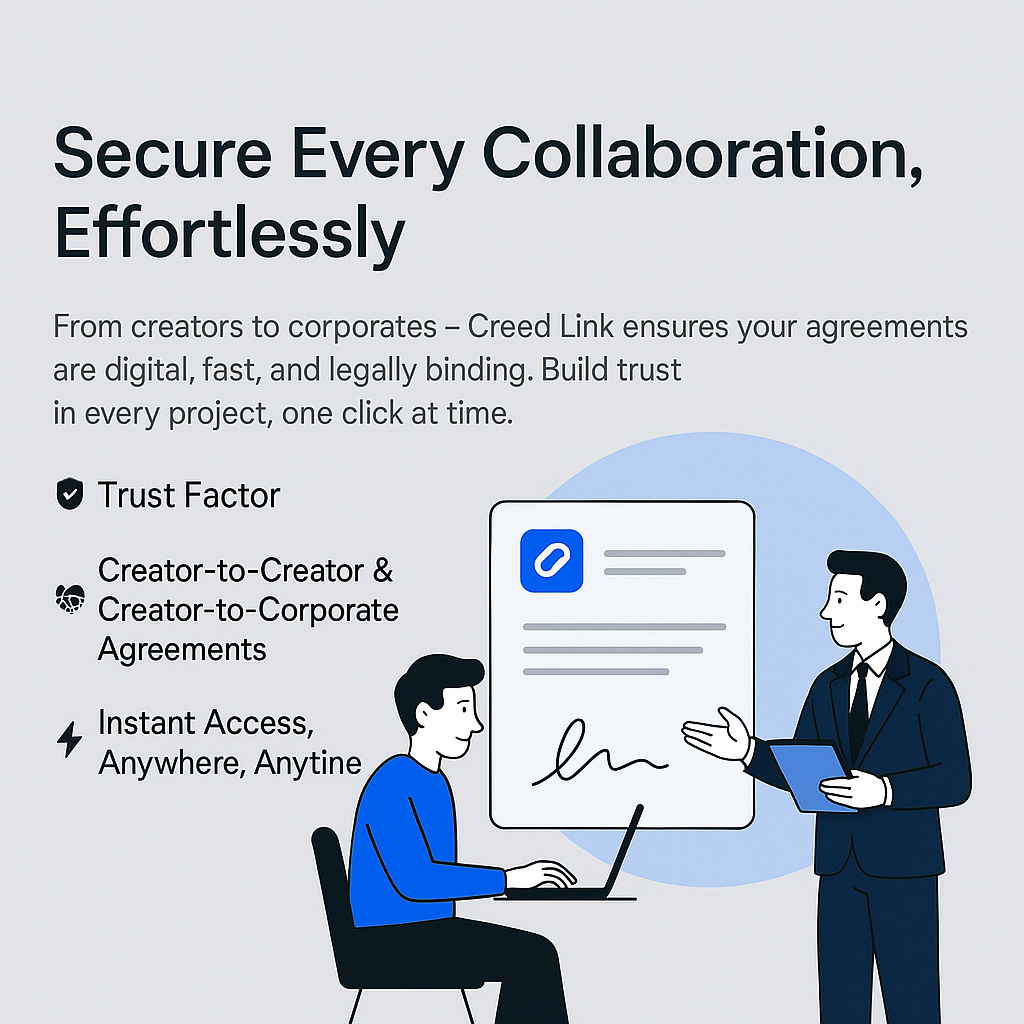 Secure Every Collaboration,
Effortlessly
From creators to corporates – Creed Link ensures your agreements
are digital, fast, and legally binding. Build trust
in every project, one click at time.
Trust Factor
Creator-to-Creator &
Creator-to-Corporate
Agreements
Instant Access,
Anywhere, Anytine